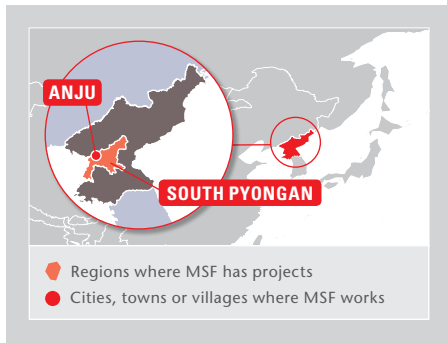 ANJU
SOUTH PYONGAN
Regions where MSF has projects
Cities, towns or villages where MSF works